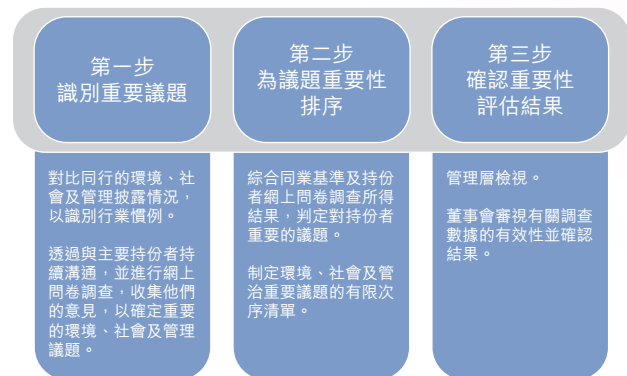 第一步
識別重要議題
第二步
為議題重要性
排序
第三步
確認重要性
評估結果
對比同行的環境、社
會及管理披露情況，
以識別行業慣例。
透過與主要持份者持
續溝通，並進行網上
問卷調查，收集他們
的意見，以確定重要
的環境、社會及管理
議題。
綜合同業基準及持份
者網上問卷調查所得
結果，判定對持份者
重要的議題。
制定環境、社會及管
治重要議題的有限次
序清單。
管理層檢視。
董事會審視有關調查
數據的有效性並確認
結果。